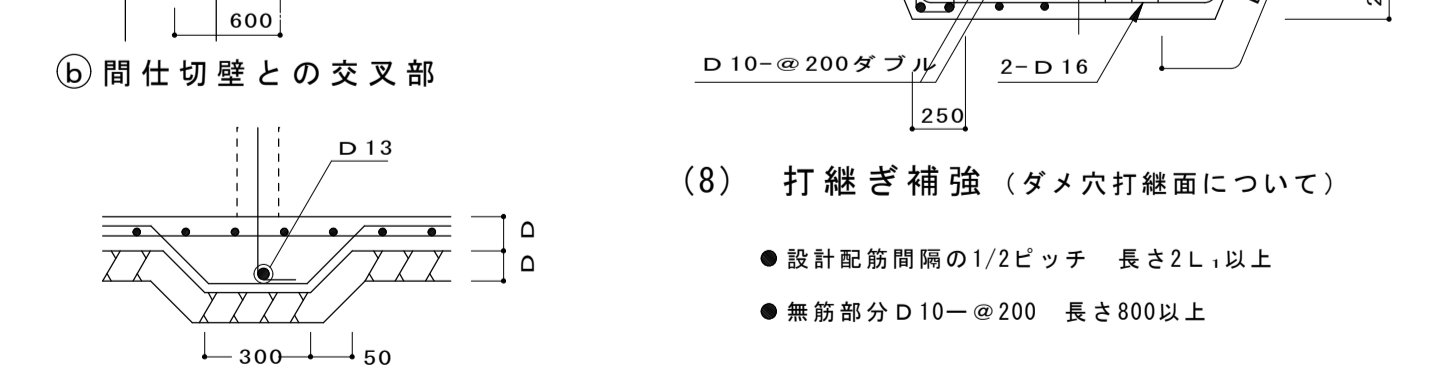 600
ⓑ 間仕切壁との交叉部
D13
D
D
300
50
D10-@200ダブル
2-D16
250
(8) 打継ぎ補強（ダメ穴打継面について）
●設計配筋間隔の1/2ピッチ 長さ2L₁以上
●無筋部分D10ー@200 長さ800以上